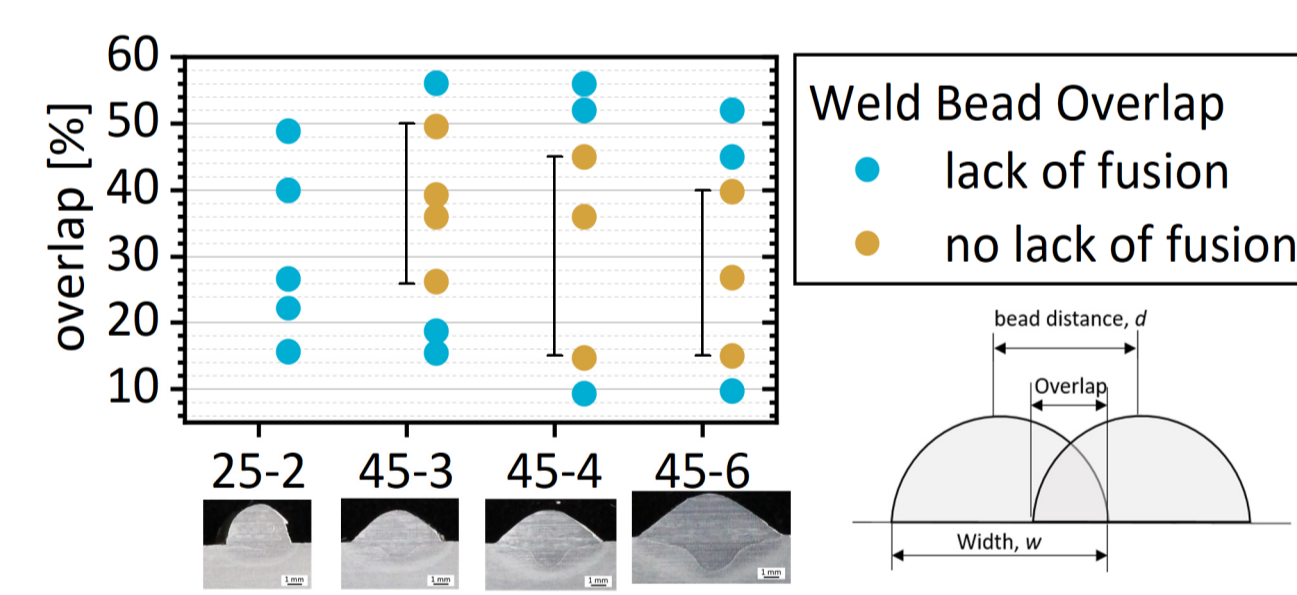 60
50
40
30
20
10
overlap [%]
25-2
45-3
45-4
45-6
1 mm
1 mm
1 mm
1 mm
Weld Bead Overlap
lack of fusion
no lack of fusion
bead distance, d
Overlap
Width, w